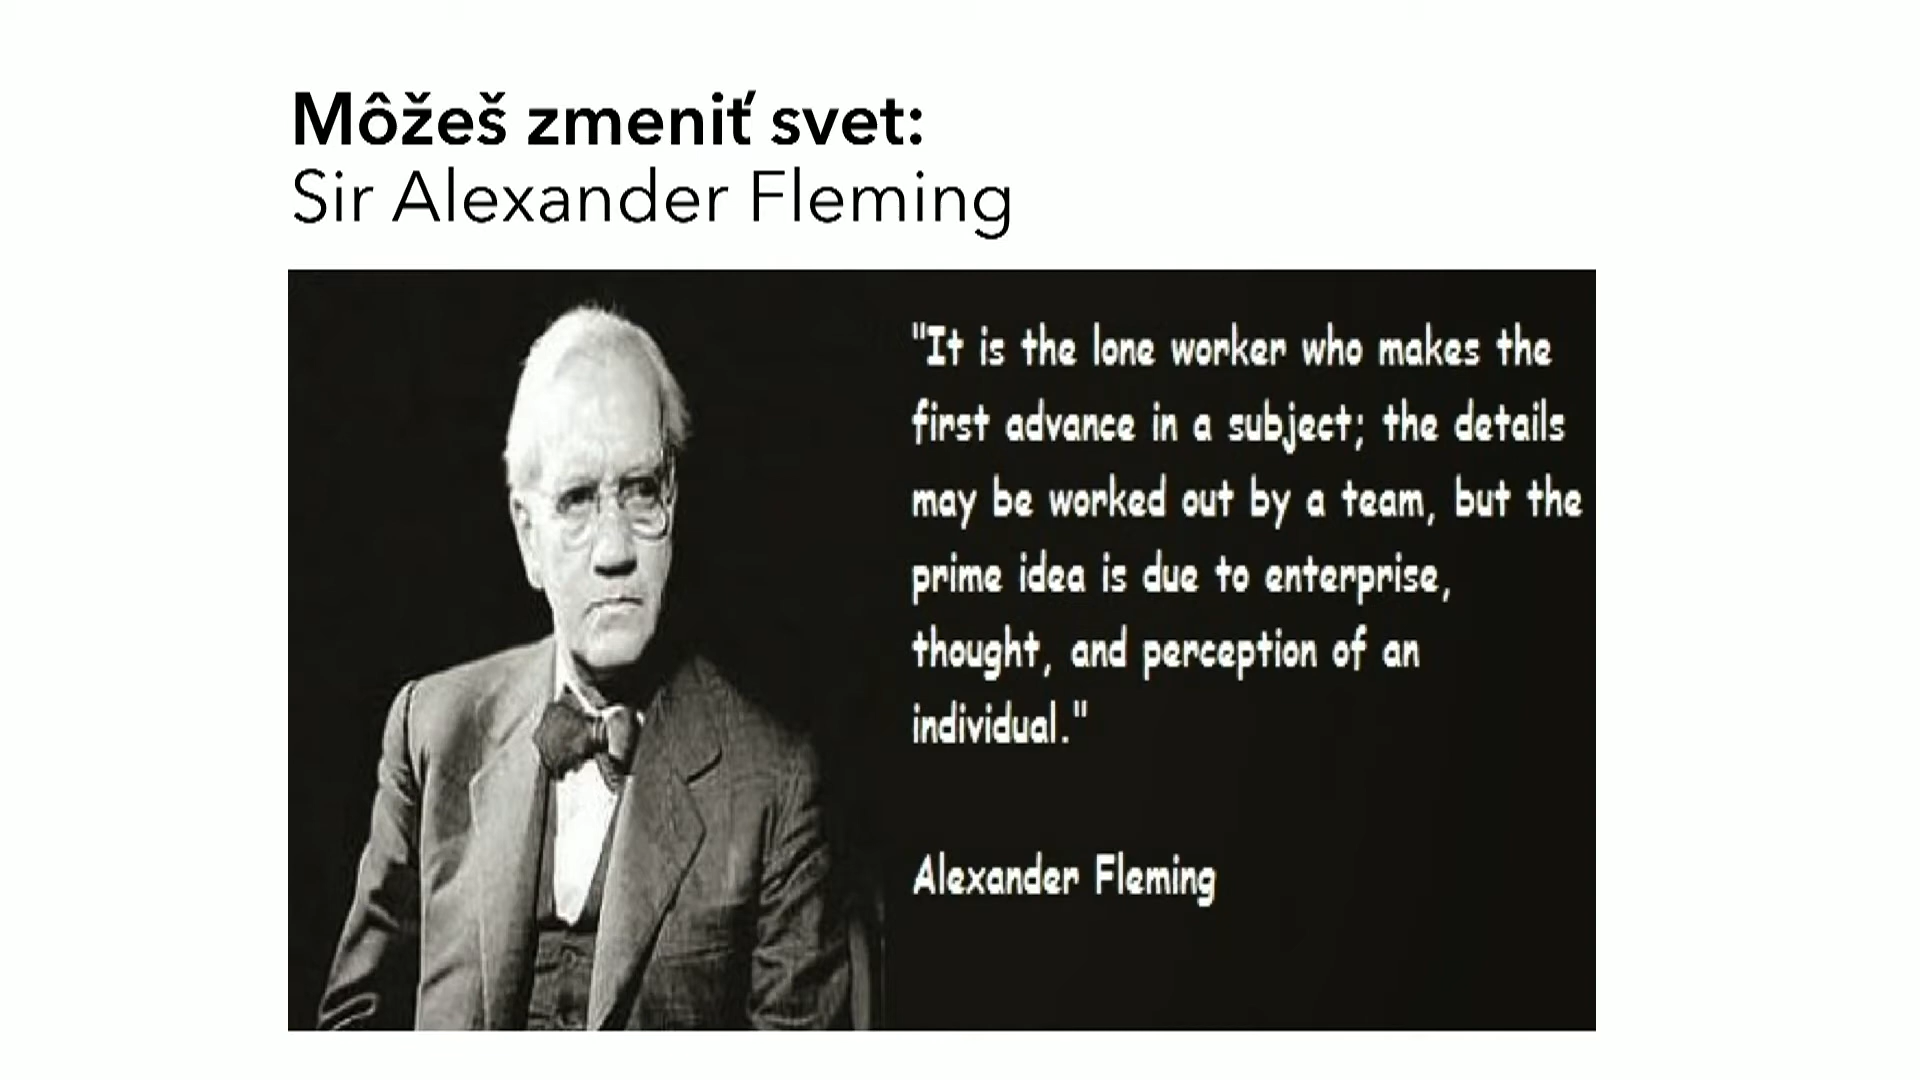 Môžeš zmeniť svet:
Sir Alexander Fleming
"It is the lone worker who makes the
first advance in a subject; the details
may be worked out by a team, but the
prime idea is due to enterprise,
thought, and perception of an
individual."
Alexander Fleming